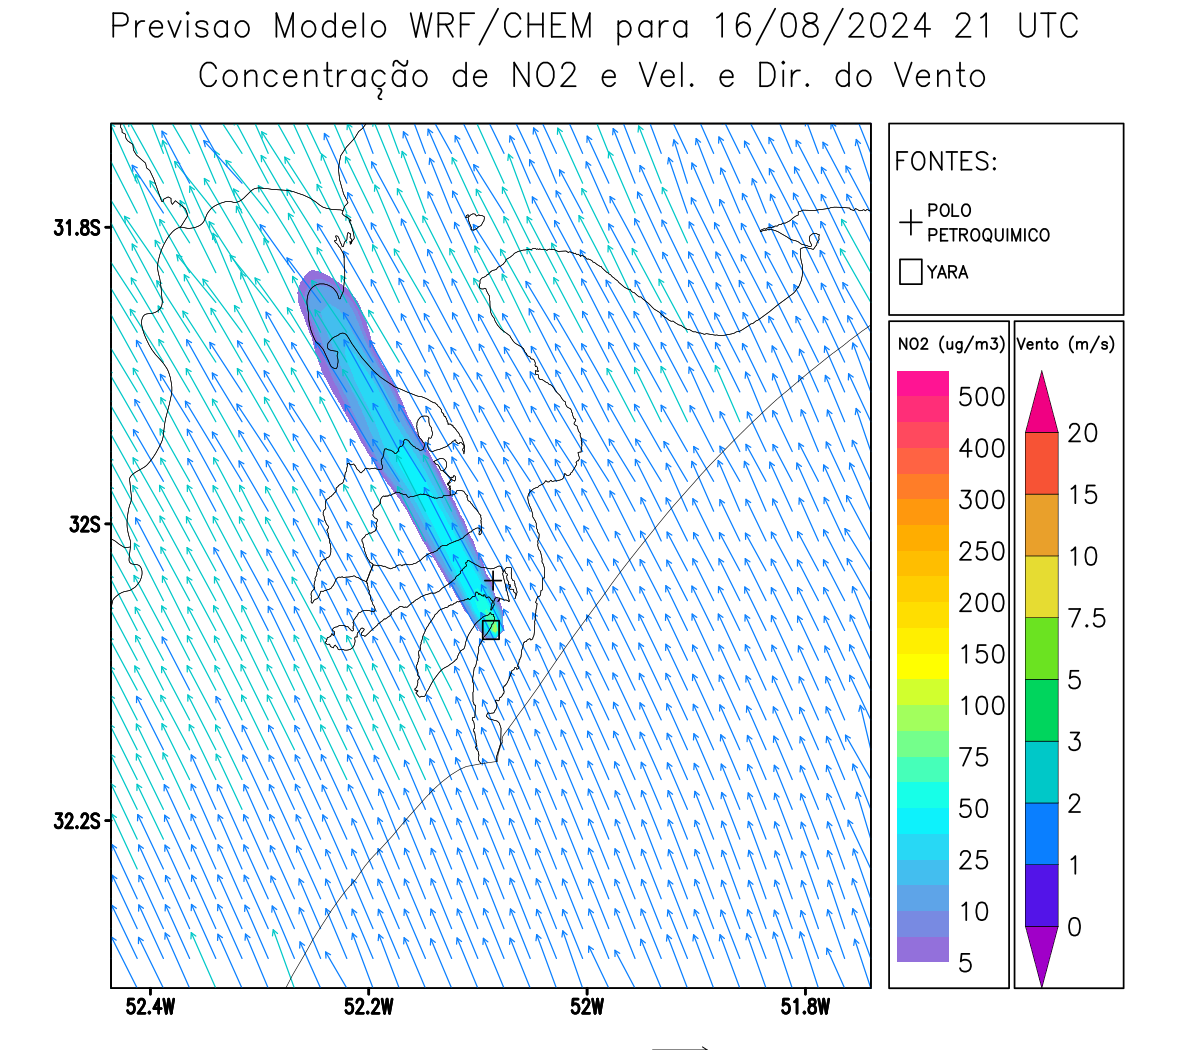 Previsao Modelo WRF/CHEM para 16/08/2024 21 UTC
Concentração de NO2 e Vel. e Dir. do Vento
FONTES:
POLO
PETROQUIMICO
YARA
31.8S
32S
32.2S
52.4W
52.2W
52W
51.8W
NO2 (ug/m3)
500
400
300
250
200
150
100
75
50
25
10
5
Vento (m/s)
20
15
10
7.5
5
3
2
1
0